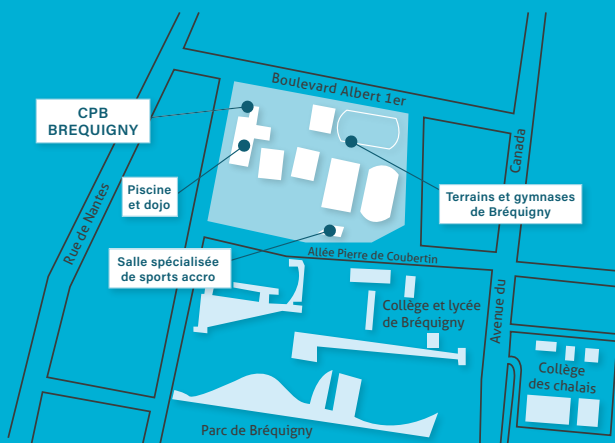 Boulevard Albert 1er
CPB
BREQUIGNY
Canada
Piscine
et dojo
Terrains et gymnases
de Bréquigny
Rue de Nantes
Salle spécialisée
de sports accro
Allée Pierre de Coubertin
Avenue du
Collège et lycée
de Bréquigny
Collège
des chalais
Parc de Bréquigny